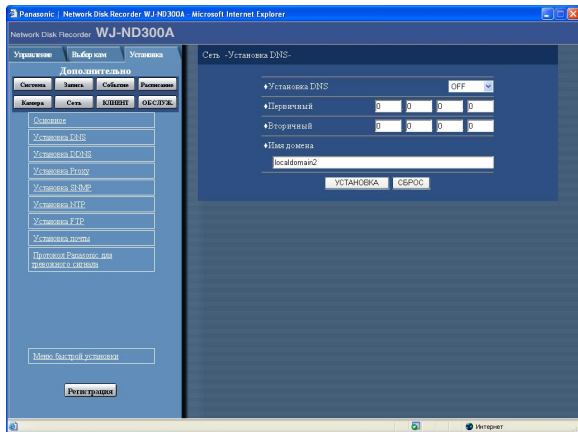 Panasonic | Network Disk Recorder WJ-ND300A - Microsoft Internet Explorer
Network Disk Recorder WJ-ND300A
Управление Выбор кам Установка
Дополнительно
Система Запись Событие Расписание
Камера Сеть КЛИЕНТ ОБСЛУЖ.
Основное
Установка DNS
Установка DDNS
Установка Proxy
Установка SNMP
Установка NTP
Установка FTP
Установка почты
Протокол Panasonic для
тревожного сигнала
Меню быстрой установки
Регистрация
Сеть -Установка DNS-
♦Установка DNS OFF
♦Первичный 0 . 0 . 0 . 0
♦Вторичный 0 . 0 . 0 . 0
♦Имя домена
localdomain2
УСТАНОВКА СБРОС
Интернет